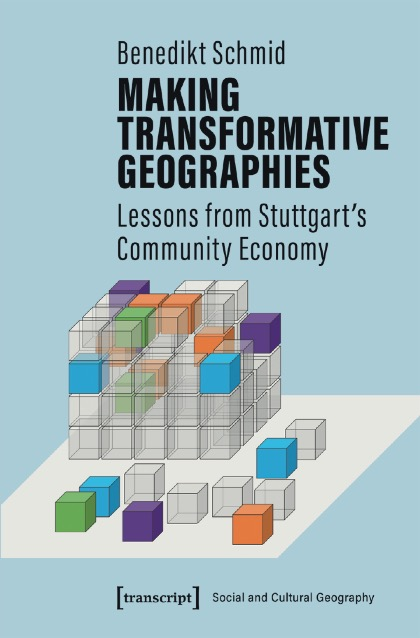 Benedikt Schmid
MAKING
TRANSFORMATIVE
GEOGRAPHIES
Lessons from Stuttgart's
Community Economy
[transcript] Social and Cultural Geography